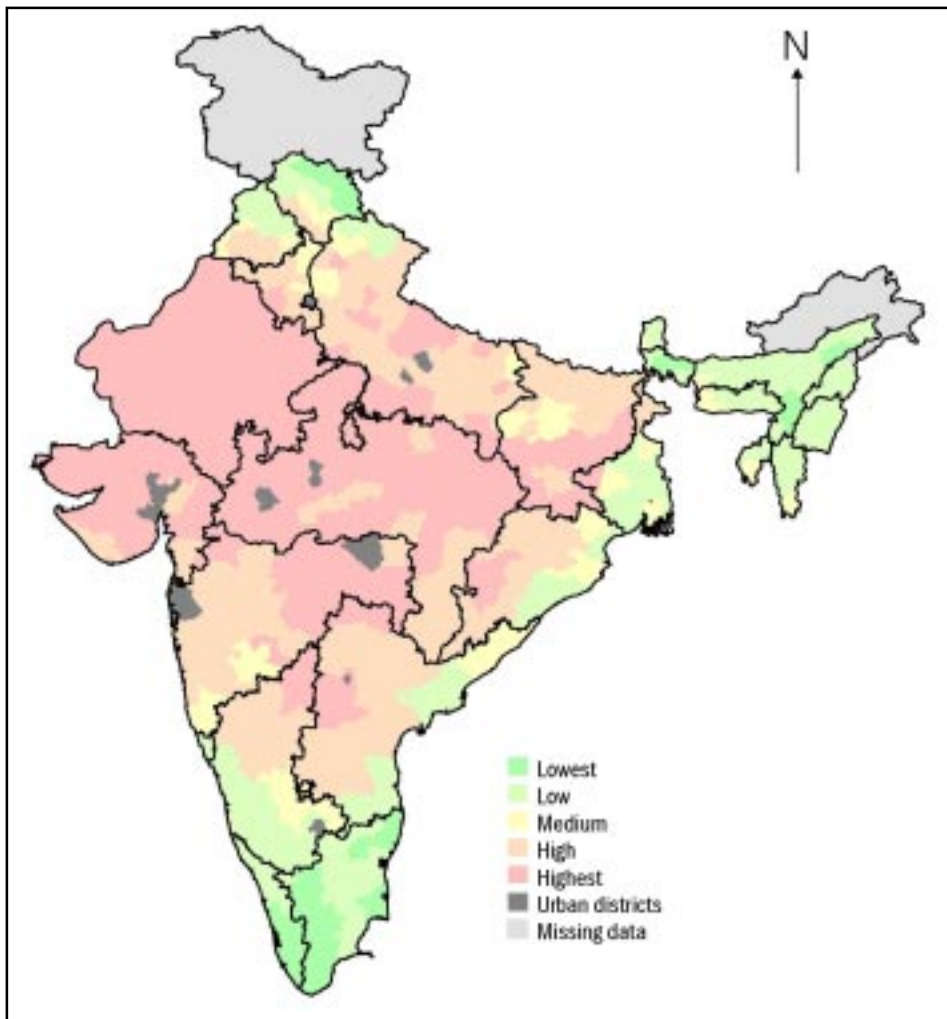 N
Lowest
Low
Medium
High
Highest
Urban districts
Missing data